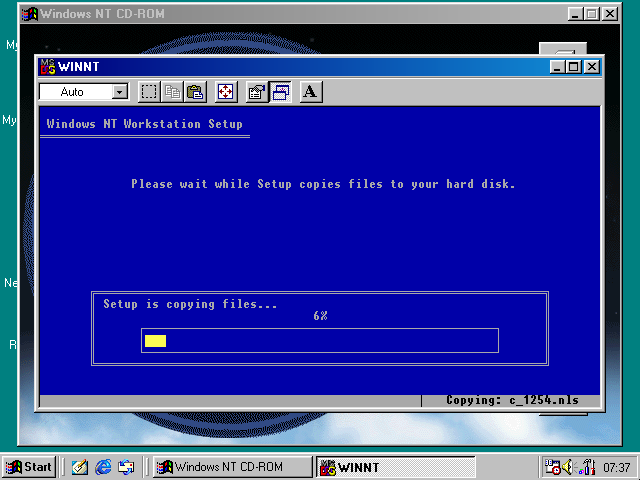 Windows NT CD-ROM
My
WINNT
Auto
A
Windows NT Workstation Setup
My
Please wait while Setup copies files to your hard disk.
Ne
Setup is copying files...
6%
R
Copying: c_1254.nls
Start
Windows NT CD-ROM
WINNT
07:37